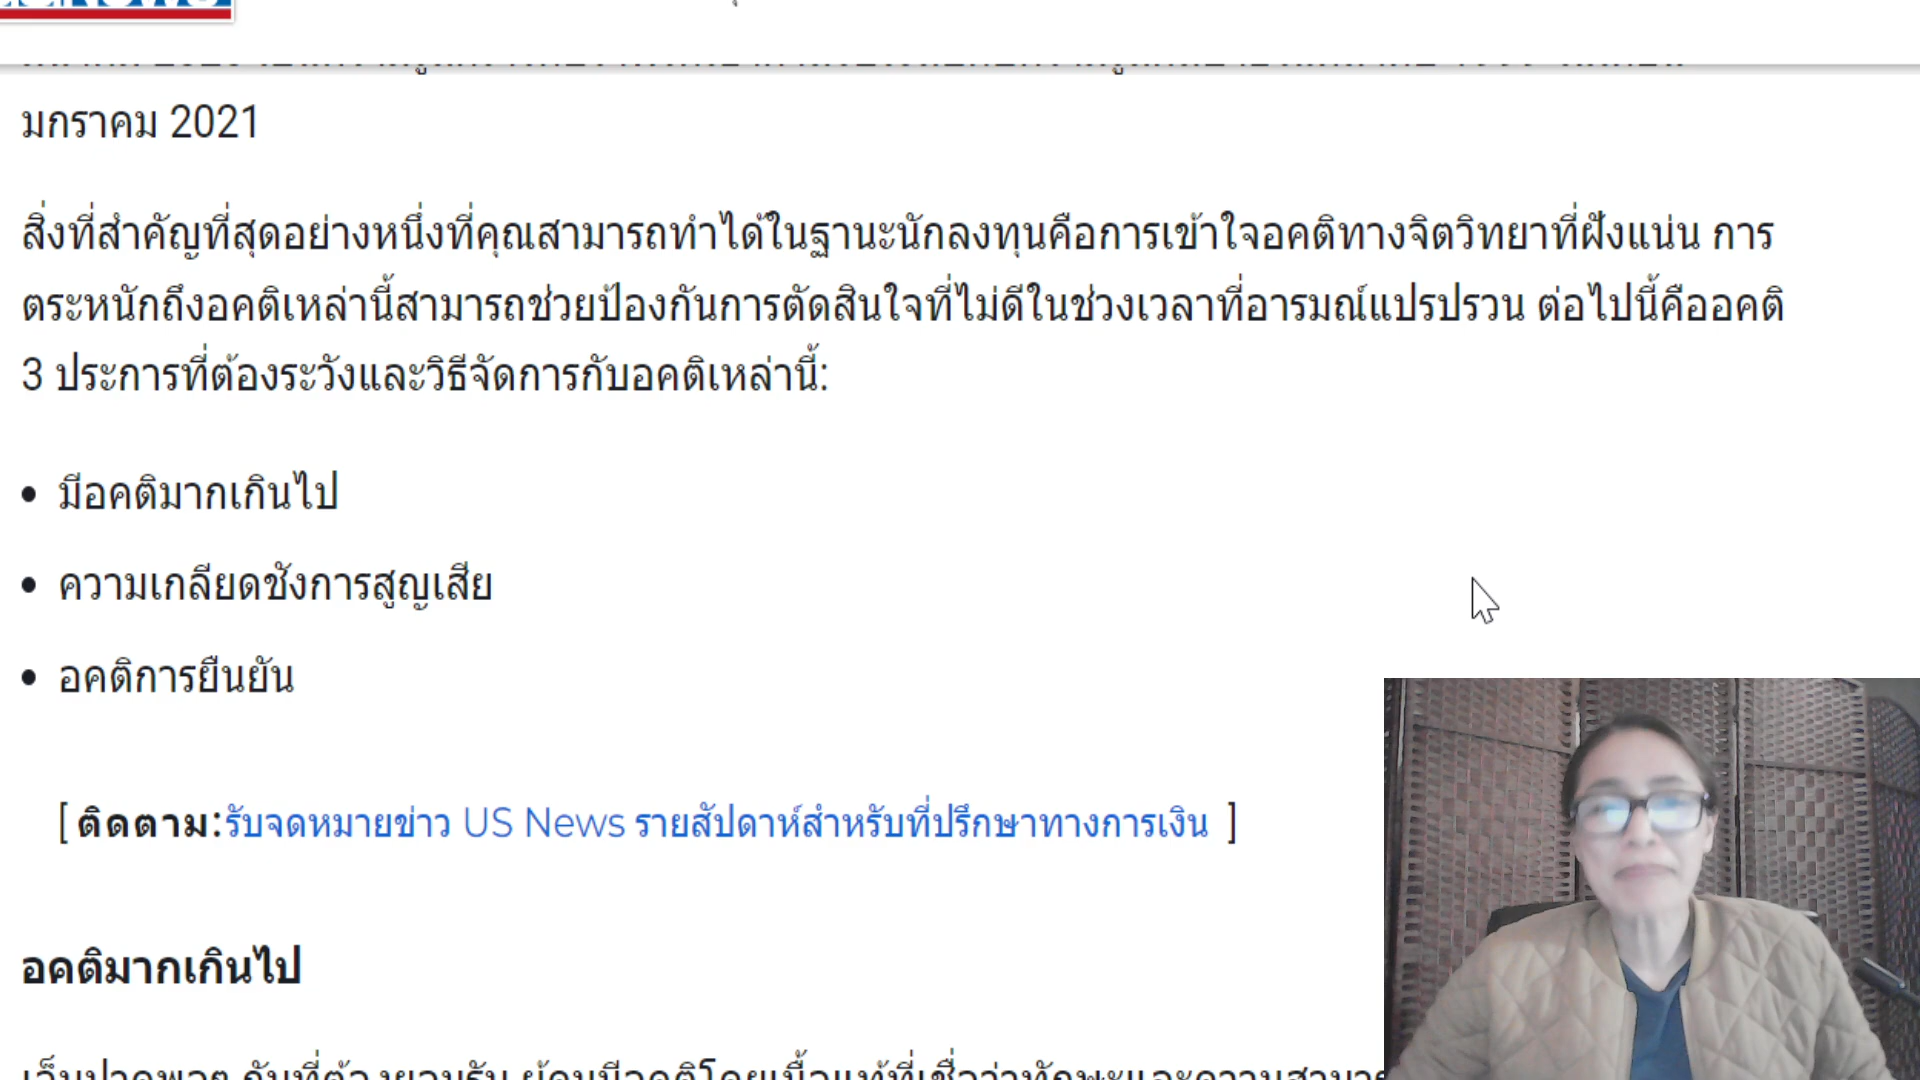 มกราคม 2021
สิ่งที่สำคัญที่สุดอย่างหนึ่งที่คุณสามารถทำได้ในฐานะนักลงทุนคือการเข้าใจอคติทางจิตวิทยาที่ฝังแน่น การ
ตระหนักถึงอคติเหล่านี้สามารถช่วยป้องกันการตัดสินใจที่ไม่ดีในช่วงเวลาที่อารมณ์แปรปรวน ต่อไปนี้คืออคติ
3 ประการที่ต้องระวังและวิธีจัดการกับอคติเหล่านี้:
• มีอคติมากเกินไป
• ความเกลียดชังการสูญเสีย
• อคติการยืนยัน
[ ติดตาม:รับจดหมายข่าว US News รายสัปดาห์สำหรับที่ปรึกษาทางการเงิน ]
อคติมากเกินไป